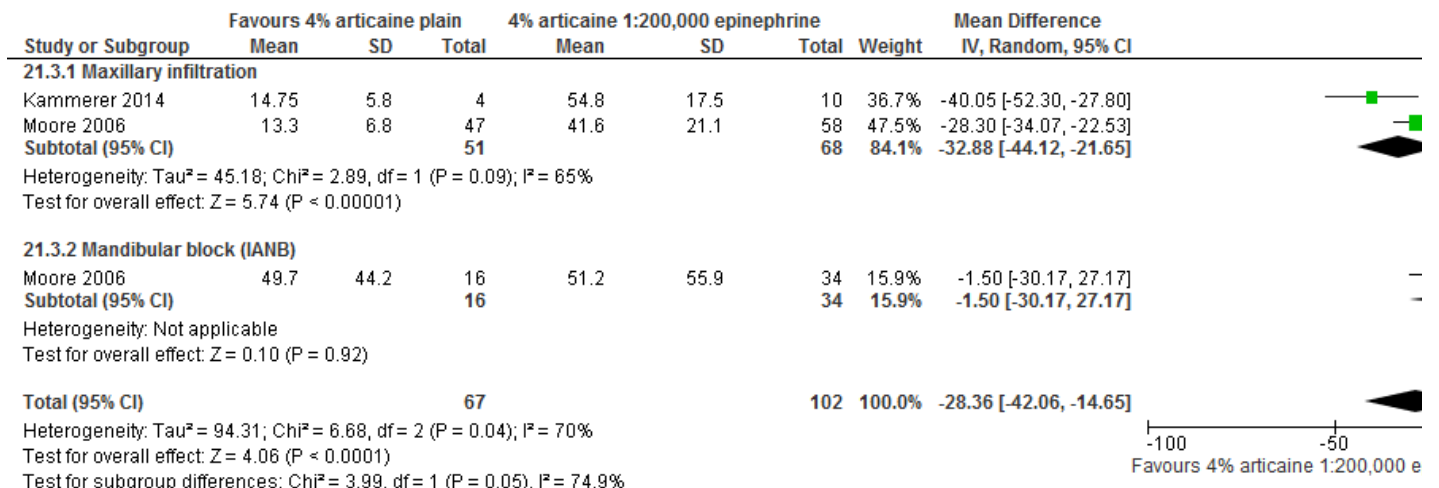 Favours 4% articaine plain 4% articaine 1:200,000 epinephrine Mean Difference
Study or Subgroup Mean SD Total Mean SD Total Weight IV, Random, 95% CI
21.3.1 Maxillary infiltration
Kammerer 2014 14.75 5.8 4 54.8 17.5 10 36.7% -40.05 [-52.30, -27.80]
Moore 2006 13.3 6.8 47 41.6 21.1 58 47.5% -28.30 [-34.07, -22.53]
Subtotal (95% CI) 51 68 84.1% -32.88 [-44.12, -21.65]
Heterogeneity: Tau² = 45.18; Chi² = 2.89, df = 1 (P = 0.09); I² = 65%
Test for overall effect: Z = 5.74 (P < 0.00001)
21.3.2 Mandibular block (IANB)
Moore 2006 49.7 44.2 16 51.2 55.9 34 15.9% -1.50 [-30.17, 27.17]
Subtotal (95% CI) 16 34 15.9% -1.50 [-30.17, 27.17]
Heterogeneity: Not applicable
Test for overall effect: Z = 0.10 (P = 0.92)
Total (95% CI) 67 102 100.0% -28.36 [-42.06, -14.65]
Heterogeneity: Tau² = 94.31; Chi² = 6.68, df = 2 (P = 0.04); I² = 70%
Test for overall effect: Z = 4.06 (P < 0.0001)
Test for subgroup differences: Chi² = 3.99, df = 1 (P = 0.05), I² = 74.9%
-100 -50
Favours 4% articaine 1:200,000 e